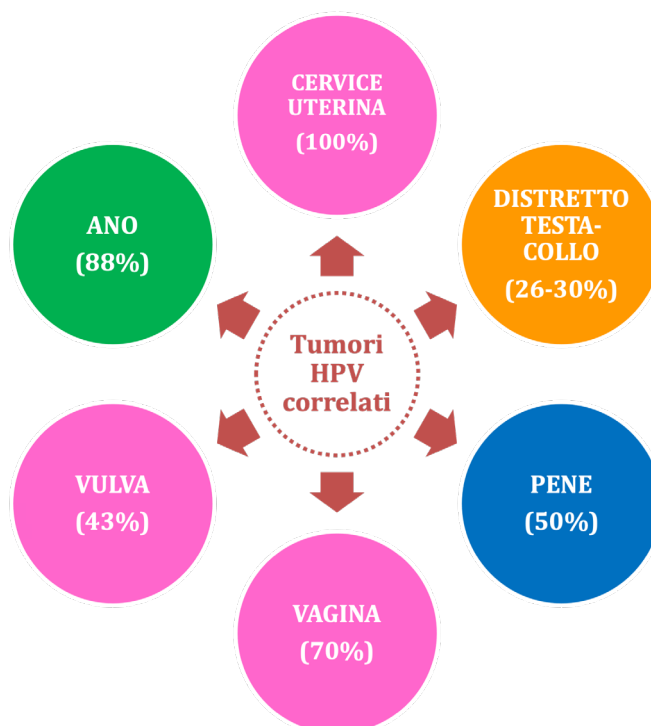 CERVICE
UTERINA
(100%)
DISTRETTO
TESTA-
COLLO
(26-30%)
PENE
(50%)
VAGINA
(70%)
VULVA
(43%)
ANO
(88%)
Tumori
HPV
correlati